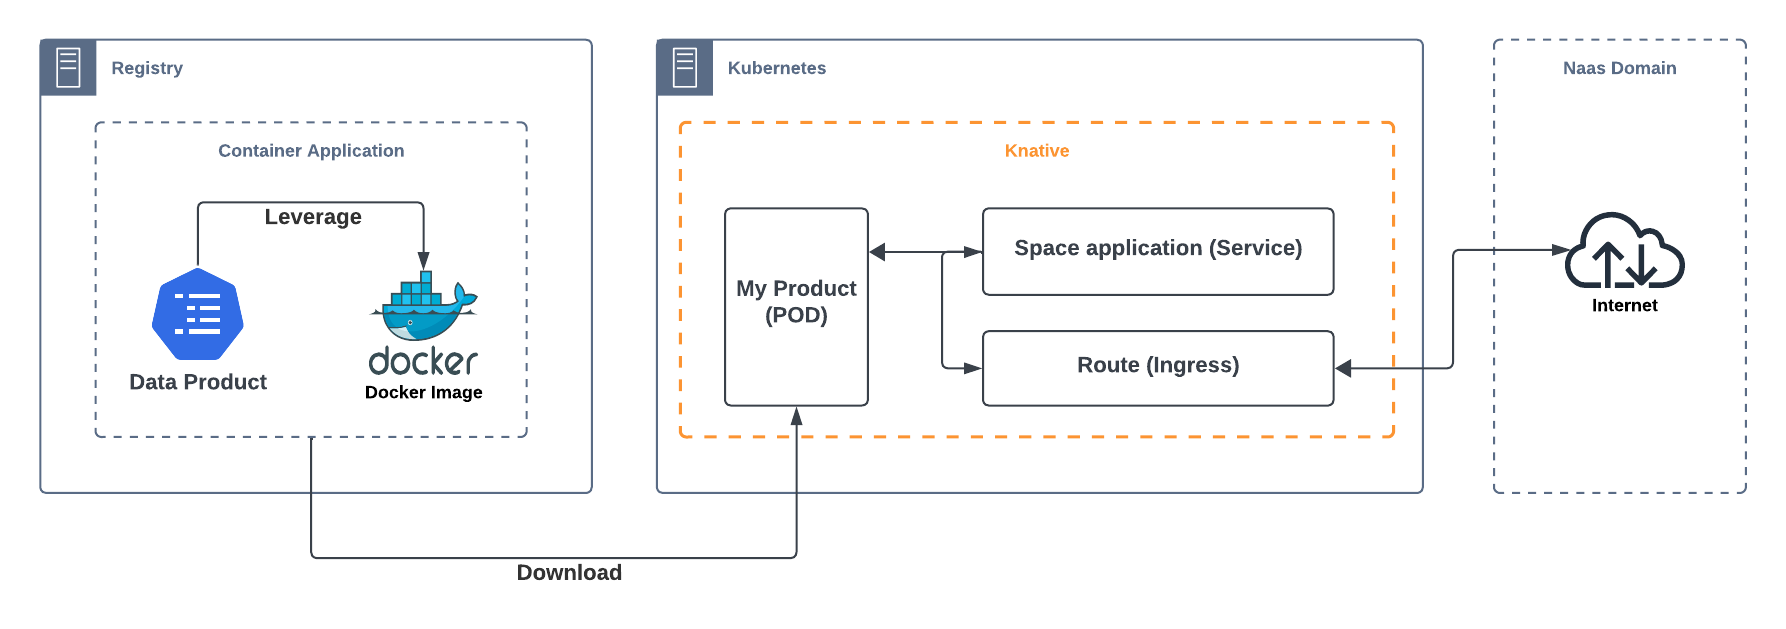 Registry
Container Application
Leverage
Data Product
docker
Docker Image
Download
Kubernetes
Knative
My Product
(POD)
Space application (Service)
Route (Ingress)
Naas Domain
Internet